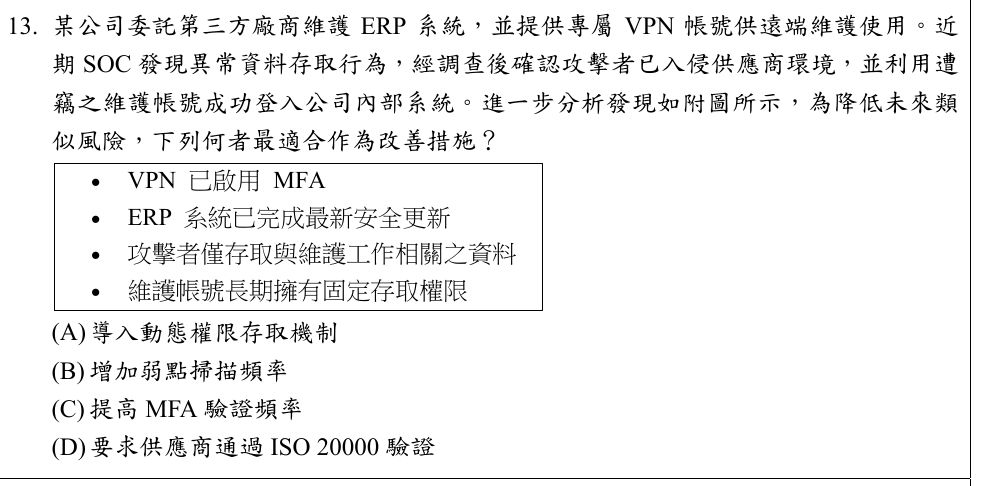 13. 某公司委託第三方廠商維護 ERP 系統，並提供專屬 VPN 帳號供遠端維護使用。近
期 SOC 發現異常資料存取行為，經調查後確認攻擊者已入侵供應商環境，並利用遭
竊之維護帳號成功登入公司內部系統。進一步分析發現如附圖所示，為降低未來類
似風險，下列何者最適合作為改善措施？
• VPN 已啟用 MFA
• ERP 系統已完成最新安全更新
• 攻擊者僅存取與維護工作相關之資料
• 維護帳號長期擁有固定存取權限
(A) 導入動態權限存取機制
(B) 增加弱點掃描頻率
(C) 提高 MFA 驗證頻率
(D) 要求供應商通過 ISO 20000 驗證